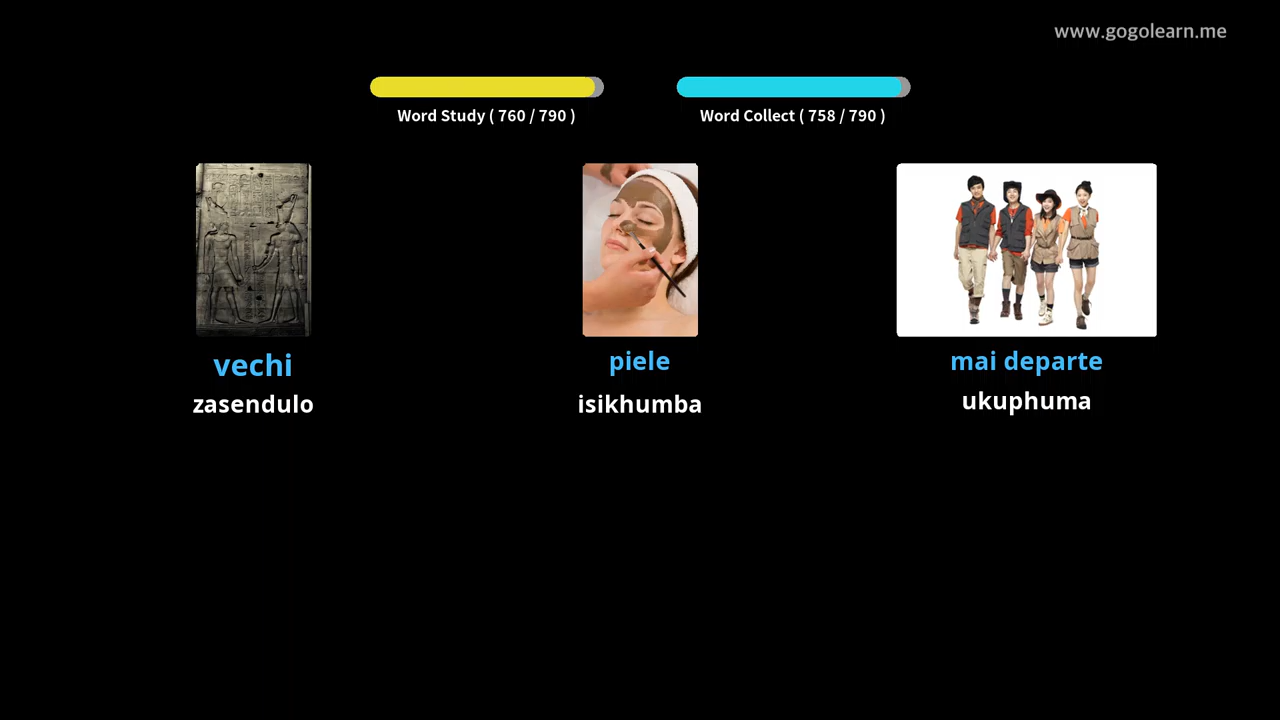 www.gogolearn.me
Word Study ( 760 / 790 )
Word Collect ( 758 / 790 )
vechi
zasendulo
piele
isikhumba
mai departe
ukuphuma